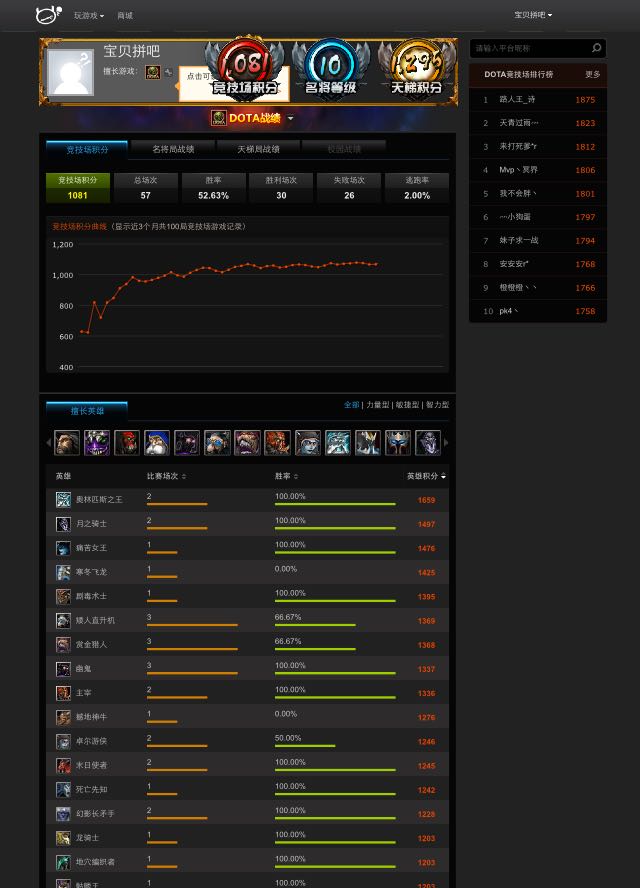 玩游戏 商城 宝贝拼吧
宝贝拼吧
擅长游戏:
点击可
1081 竞技场积分
10 名将等级
1295 天梯积分
DOTA战绩
竞技场积分 名将局战绩 天梯局战绩 校园战绩
竞技场积分 总场次 胜率 胜利场次 失败场次 逃跑率
1081 57 52.63% 30 26 2.00%
竞技场积分曲线（显示近3个月共100局竞技场游戏记录）
1,200
1,000
800
600
400
擅长英雄 全部 | 力量型 | 敏捷型 | 智力型
英雄 比赛场次 胜率 英雄积分
奥林匹斯之王 2 100.00% 1659
月之骑士 2 100.00% 1497
痛苦女王 1 100.00% 1476
寒冬飞龙 1 0.00% 1425
剧毒术士 1 100.00% 1395
矮人直升机 3 66.67% 1369
赏金猎人 3 66.67% 1368
幽鬼 3 100.00% 1337
主宰 2 100.00% 1336
撼地神牛 1 0.00% 1276
卓尔游侠 2 50.00% 1246
末日使者 2 100.00% 1245
死亡先知 1 100.00% 1242
幻影长矛手 2 100.00% 1228
龙骑士 1 100.00% 1203
地穴编织者 1 100.00% 1203
骷髅王 1 100.00% 1203
请输入平台昵称
DOTA竞技场排行榜 更多
1 路人王_诗 1875
2 天青过雨一 1823
3 来打死爹*r 1812
4 Mvp丶冥界 1806
5 我不会胖丶 1801
6 ~~小狗蛋 1797
7 妹子求一战 1794
8 安安安r* 1768
9 橙橙橙丶丶 1766
10 pk4丶 1758